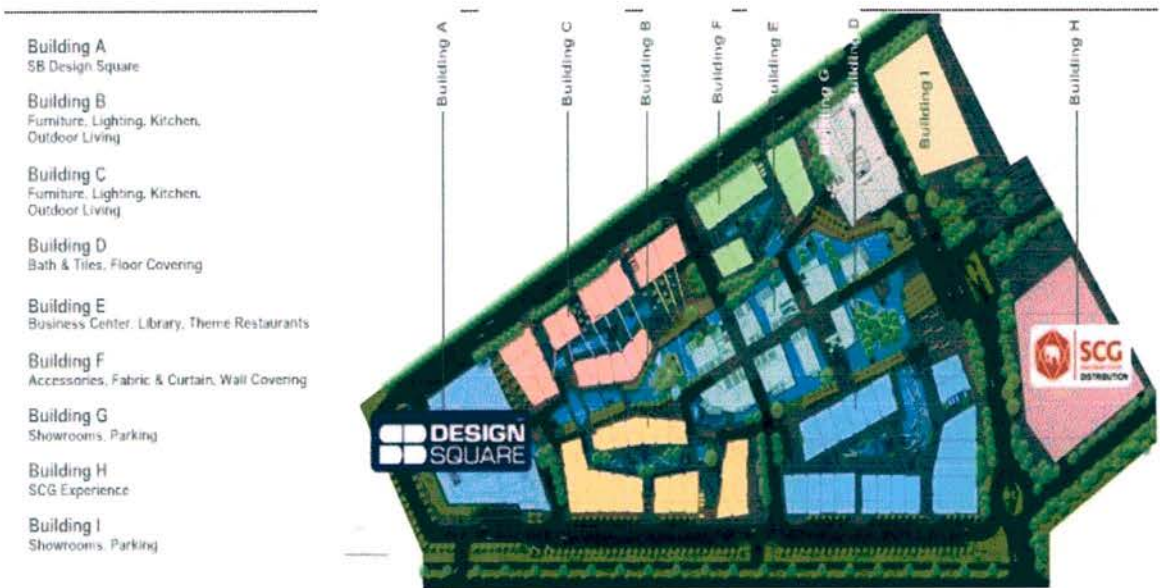 Building A
SB Design Square
Building B
Furniture, Lighting, Kitchen,
Outdoor Living
Building C
Furniture, Lighting, Kitchen,
Outdoor Living
Building D
Bath & Tiles, Floor Covering
Building E
Business Center, Library, Theme Restaurants
Building F
Accessories, Fabric & Curtain, Wall Covering
Building G
Showrooms, Parking
Building H
SCG Experience
Building I
Showrooms, Parking
Building A
Building C
Building B
Building F
Building E
Building G
Building D
Building I
Building H
DESIGN
SQUARE
SCG
DISTRIBUTION